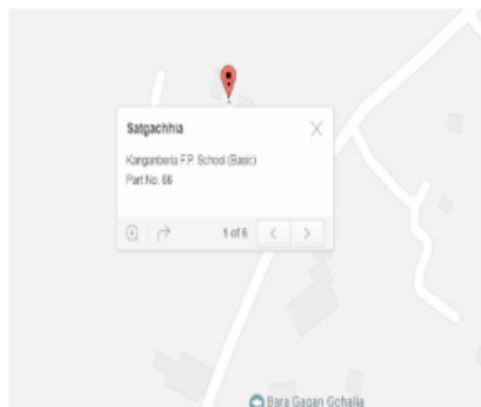 Satgachhia
Kanganberia F.P. School (Basic)
Part No: 66
1 of 6
Bara Gagan Gohalia